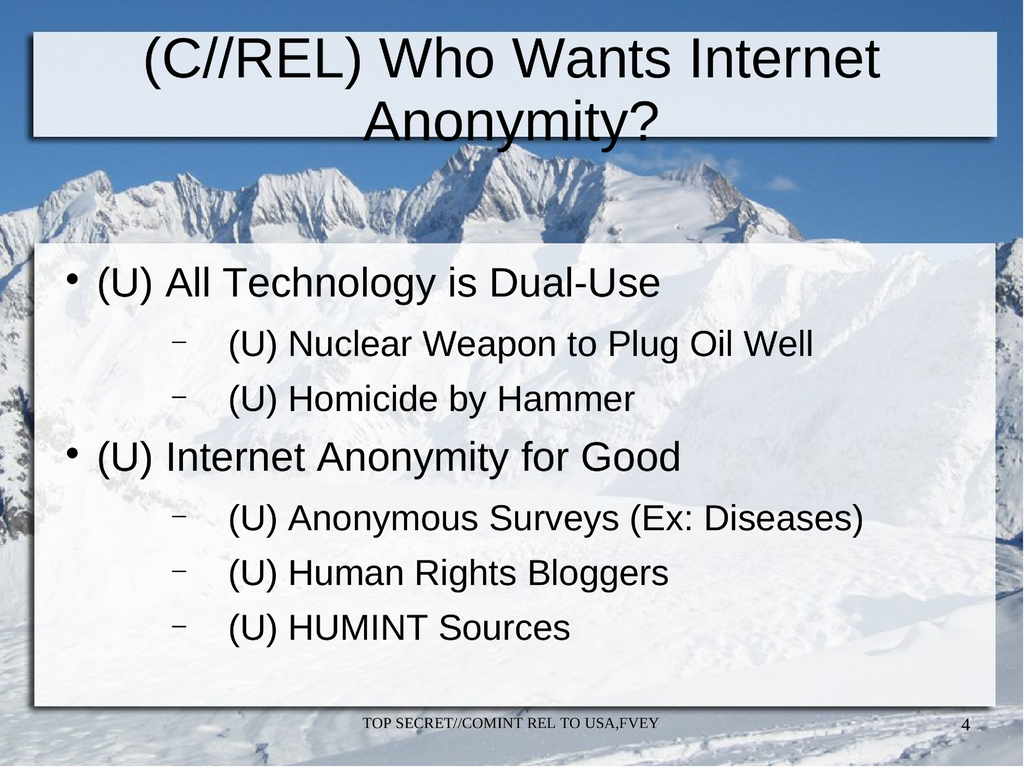 (C//REL) Who Wants Internet
Anonymity?
• (U) All Technology is Dual-Use
– (U) Nuclear Weapon to Plug Oil Well
– (U) Homicide by Hammer
• (U) Internet Anonymity for Good
– (U) Anonymous Surveys (Ex: Diseases)
– (U) Human Rights Bloggers
– (U) HUMINT Sources
TOP SECRET//COMINT REL TO USA,FVEY
4